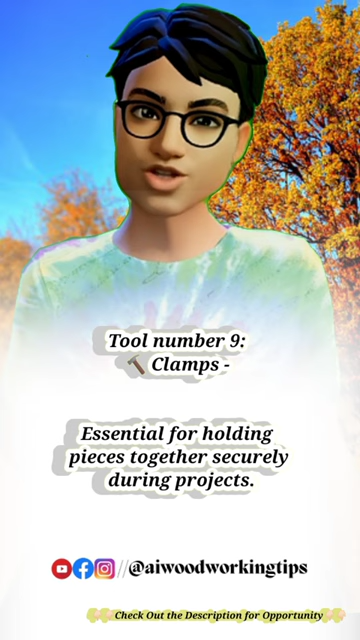 Tool number 9:
🔨 Clamps -
Essential for holding
pieces together securely
during projects.
//@aiwoodworkingtips
Check Out the Description for Opportunity